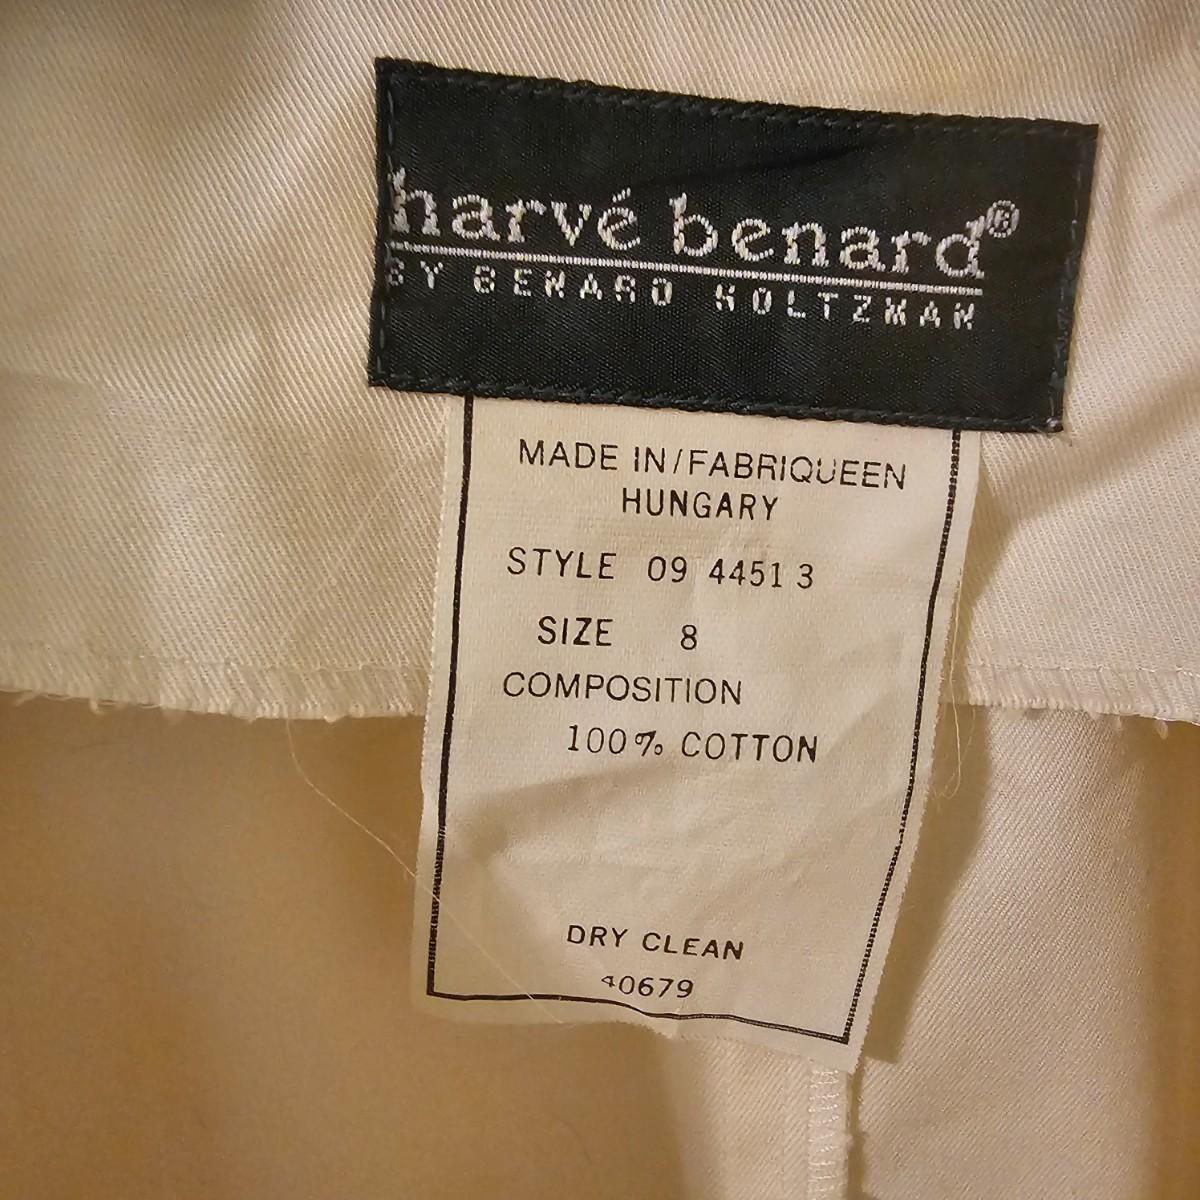 harvé benard®
BY BENARD HOLTZMAN
MADE IN/FABRIQUEEN
HUNGARY
STYLE 09 4451 3
SIZE 8
COMPOSITION
100% COTTON
DRY CLEAN
40679